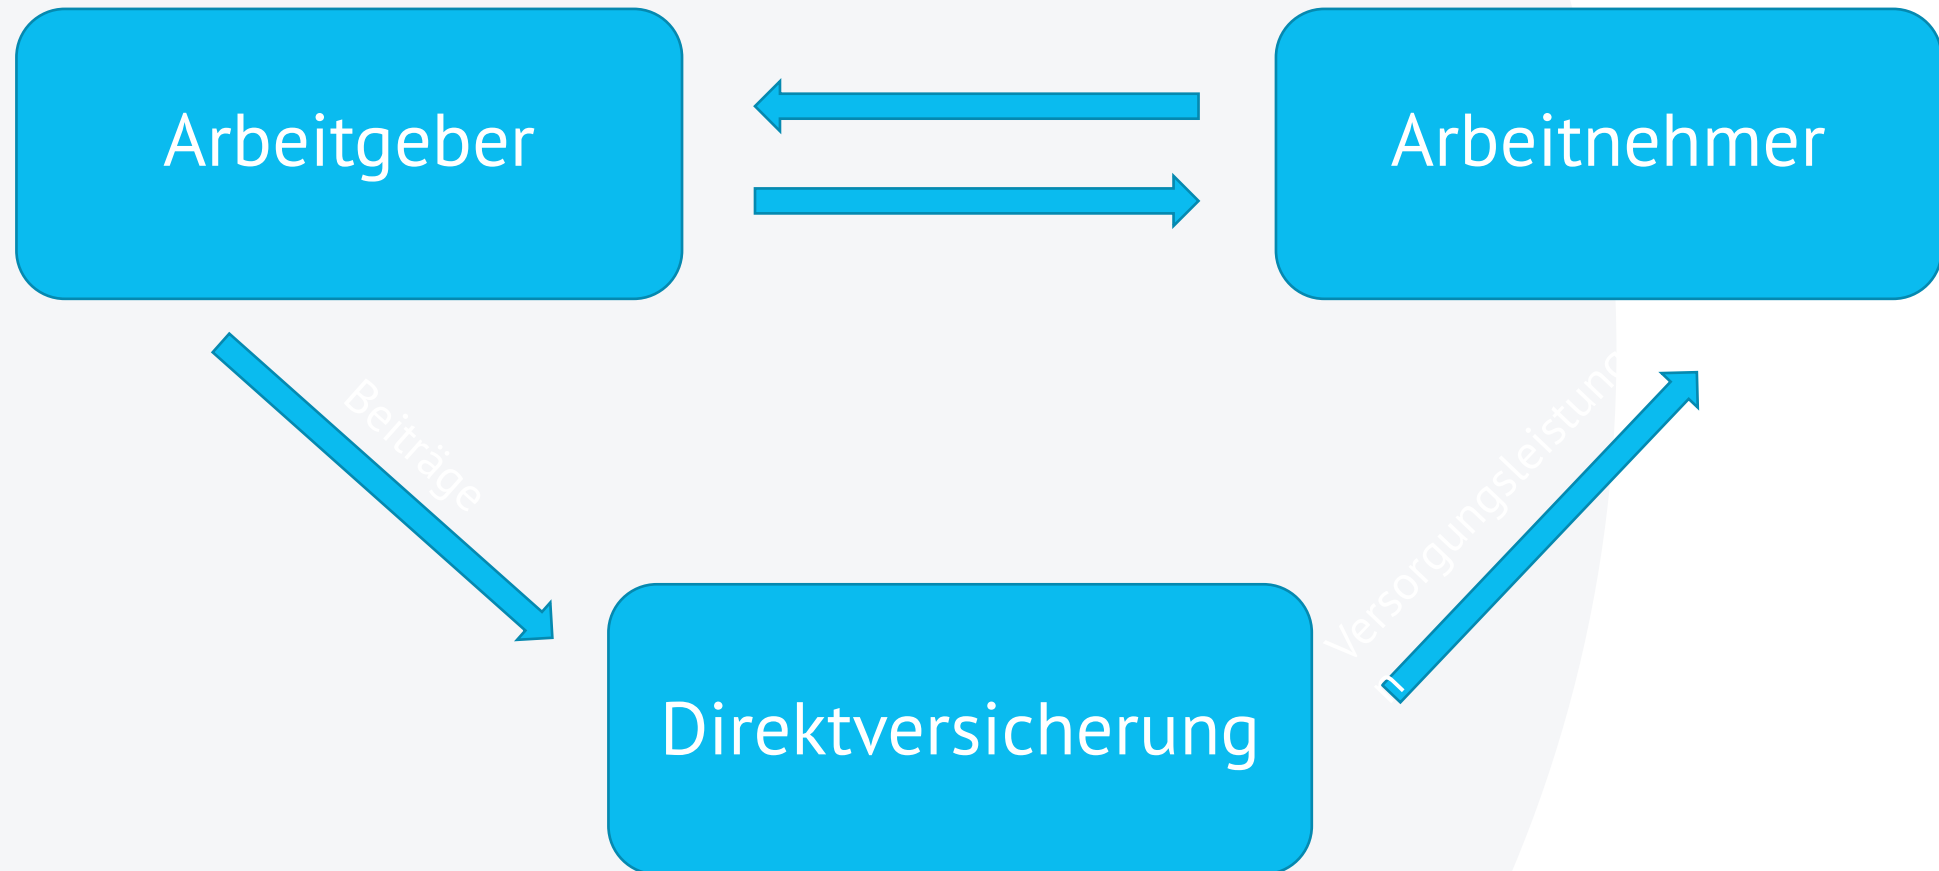 Arbeitgeber
Arbeitnehmer
Beiträge
Versorgungsleistung
Direktversicherung